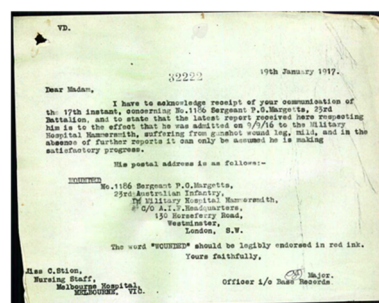 VD.
32222
19th January 1917.
Dear Madam,
I have to acknowledge receipt of your communication of
the 17th instant, concerning No.1186 Sergeant P.G.Margetts, 23rd
Battalion, and to state that the latest report received here respecting
him is to the effect that he was admitted on 9/9/16 to the Military
Hospital Hammersmith, suffering from gunshot wound leg, mild, and in the
absence of further reports it can only be assumed he is making
satisfactory progress.
His postal address is as follows:-
WOUNDED
No.1186 Sergeant P.G.Margetts,
23rd Australian Infantry,
Military Hospital Hammersmith,
C/O A.I.F.Headquarters,
130 Horseferry Road,
Westminster,
London, S.W.
The word "WOUNDED" should be legibly endorsed in red ink.
Yours faithfully,
Miss C.Stion,
Nursing Staff,
Melbourne Hospital,
MELBOURNE, VIC.
Major.
Officer i/c Base Records.